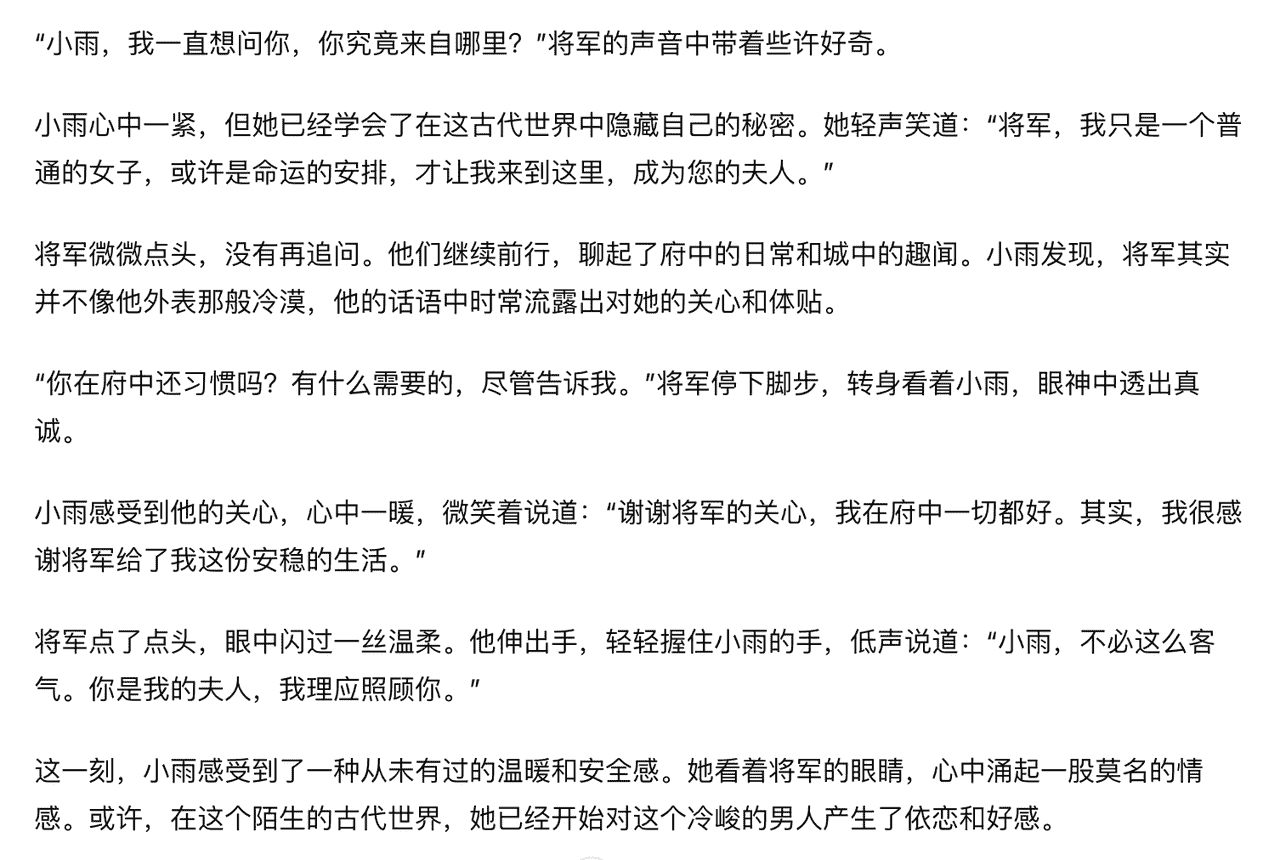 “小雨，我一直想问你，你究竟来自哪里？”将军的声音中带着些许好奇。
小雨心中一紧，但她已经学会了在这古代世界中隐藏自己的秘密。她轻声笑道：“将军，我只是一个普
通的女子，或许是命运的安排，才让我来到这里，成为您的夫人。”
将军微微点头，没有再追问。他们继续前行，聊起了府中的日常和城中的趣闻。小雨发现，将军其实
并不像他外表那般冷漠，他的话语中时常流露出对她的关心和体贴。
“你在府中还习惯吗？有什么需要的，尽管告诉我。”将军停下脚步，转身看着小雨，眼神中透出真
诚。
小雨感受到他的关心，心中一暖，微笑着说道：“谢谢将军的关心，我在府中一切都好。其实，我很感
谢将军给了我这份安稳的生活。”
将军点了点头，眼中闪过一丝温柔。他伸出手，轻轻握住小雨的手，低声说道：“小雨，不必这么客
气。你是我的夫人，我理应照顾你。”
这一刻，小雨感受到了一种从未有过的温暖和安全感。她看着将军的眼睛，心中涌起一股莫名的情
感。或许，在这个陌生的古代世界，她已经开始对这个冷峻的男人产生了依恋和好感。